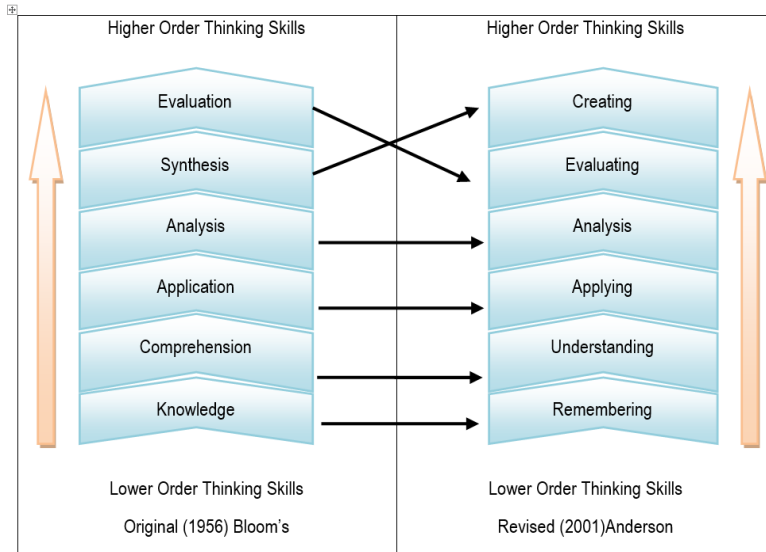 Higher Order Thinking Skills
Evaluation
Synthesis
Analysis
Application
Comprehension
Knowledge
Lower Order Thinking Skills
Original (1956) Bloom's
Higher Order Thinking Skills
Creating
Evaluating
Analysis
Applying
Understanding
Remembering
Lower Order Thinking Skills
Revised (2001)Anderson